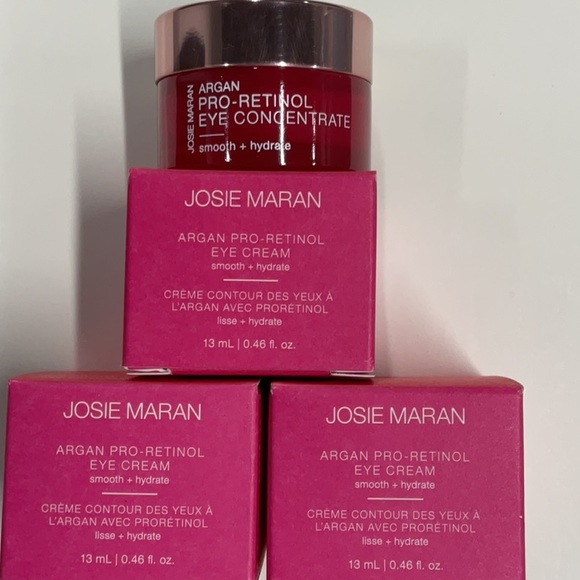 JOSIE MARAN
ARGAN
PRO-RETINOL
EYE CONCENTRATE
smooth + hydrate
JOSIE MARAN
ARGAN PRO-RETINOL
EYE CREAM
smooth + hydrate
CRÈME CONTOUR DES YEUX À
L'ARGAN AVEC PRORÉTINOL
lisse + hydrate
13 mL | 0.46 fl. oz.
JOSIE MARAN
ARGAN PRO-RETINOL
EYE CREAM
smooth + hydrate
CRÈME CONTOUR DES YEUX À
L'ARGAN AVEC PRORÉTINOL
lisse + hydrate
13 mL | 0.46 fl. oz.
JOSIE MARAN
ARGAN PRO-RETINOL
EYE CREAM
smooth + hydrate
CRÈME CONTOUR DES YEUX À
L'ARGAN AVEC PRORÉTINOL
lisse + hydrate
13 mL | 0.46 fl. oz.